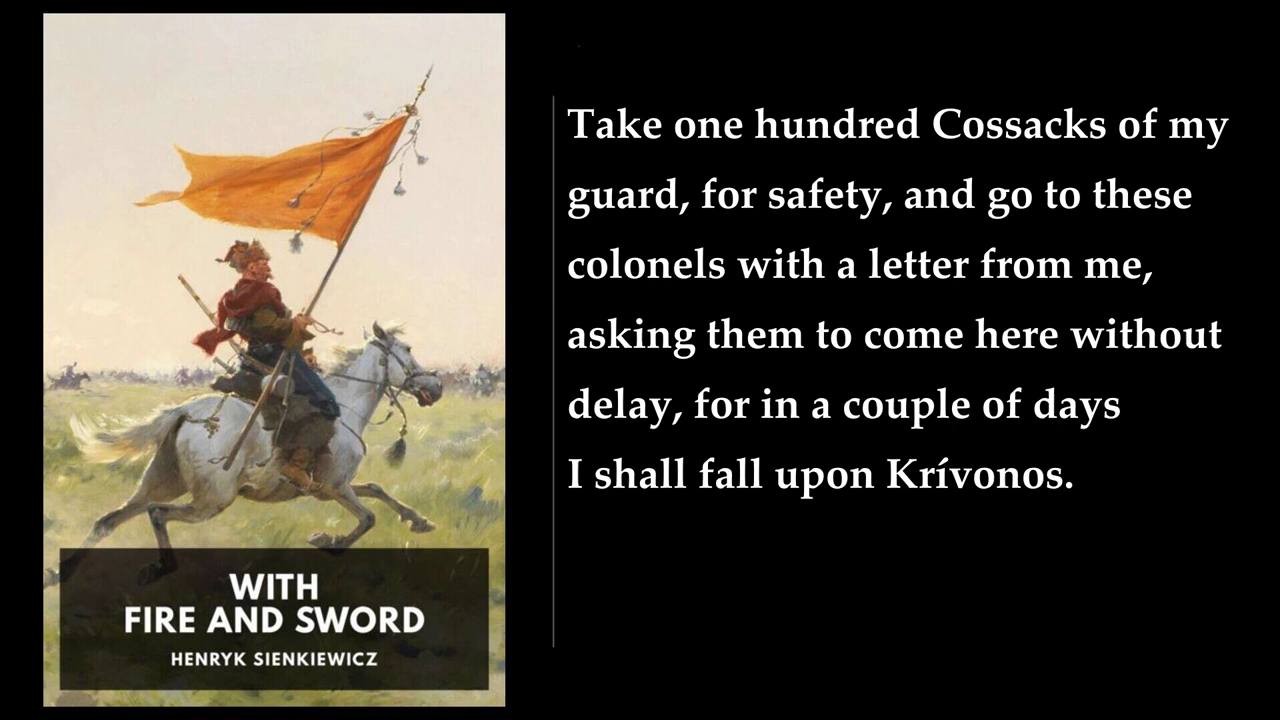 WITH
FIRE AND SWORD
HENRYK SIENKIEWICZ
Take one hundred Cossacks of my
guard, for safety, and go to these
colonels with a letter from me,
asking them to come here without
delay, for in a couple of days
I shall fall upon Krívonos.